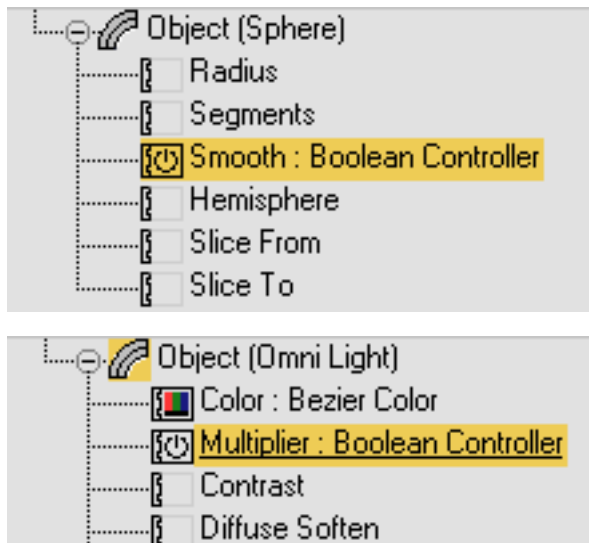 Object (Sphere)
Radius
Segments
Smooth : Boolean Controller
Hemisphere
Slice From
Slice To
Object (Omni Light)
Color : Bezier Color
Multiplier : Boolean Controller
Contrast
Diffuse Soften